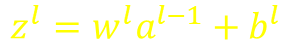 z^l = w^l a^{l-1} + b^l